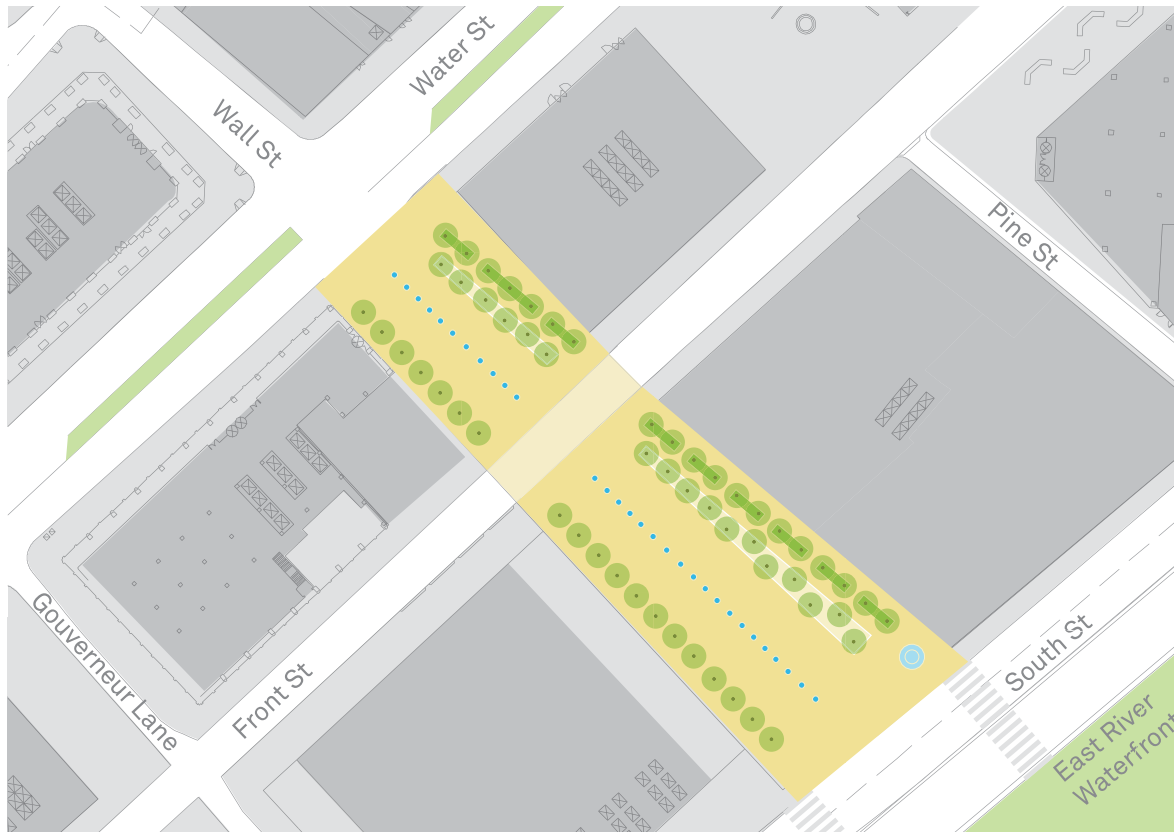 Water St
Wall St
Pine St
Gouverneur Lane
Front St
South St
East River
Waterfront